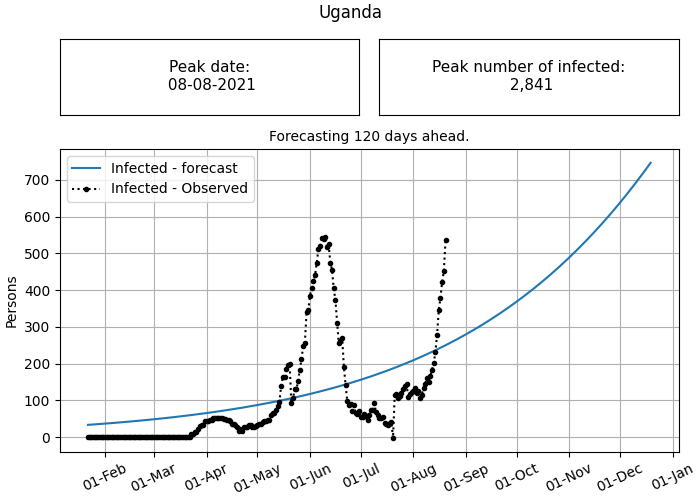 Uganda
Peak date:
08-08-2021
Peak number of infected:
2,841
Forecasting 120 days ahead.
Infected - forecast
Infected - Observed
Persons
700
600
500
400
300
200
100
0
01-Feb
01-Mar
01-Apr
01-May
01-Jun
01-Jul
01-Aug
01-Sep
01-Oct
01-Nov
01-Dec
01-Jan